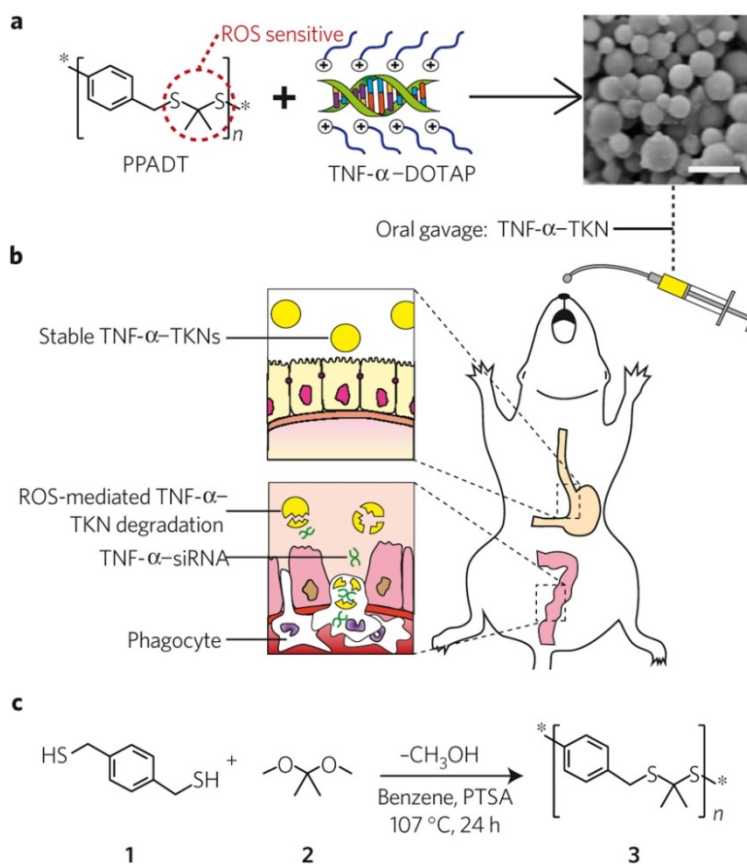 a
ROS sensitive
*
S
S
*
n
+
PPADT
TNF-α–DOTAP
Oral gavage: TNF-α–TKN
b
Stable TNF-α–TKNs
ROS-mediated TNF-α–
TKN degradation
TNF-α–siRNA
Phagocyte
c
HS
SH
+
O
O
–CH₃OH
Benzene, PTSA
107 °C, 24 h
*
S
S
*
n
1
2
3